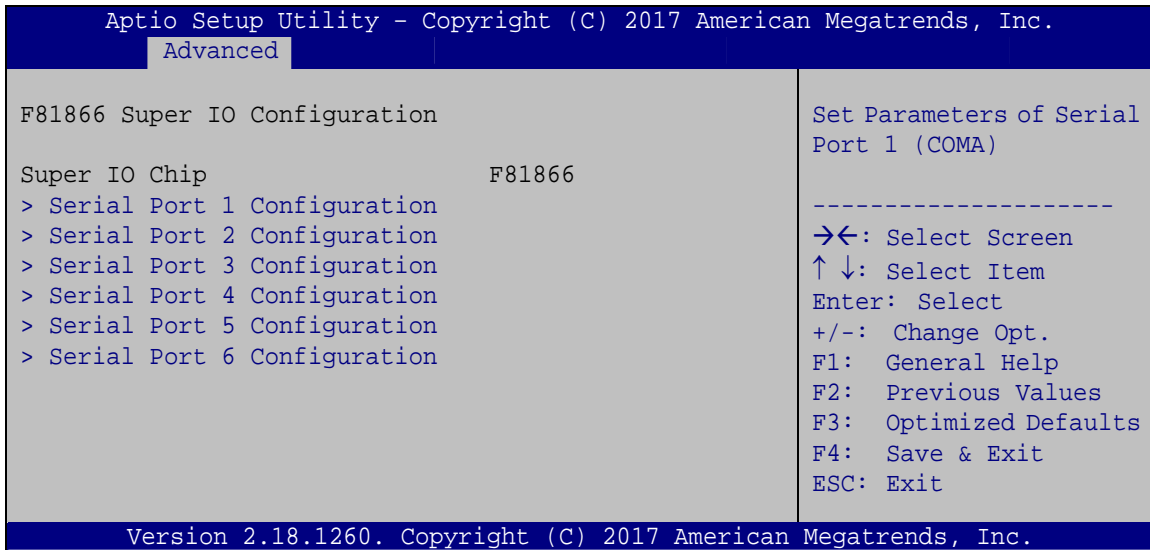 Aptio Setup Utility – Copyright (C) 2017 American Megatrends, Inc.
Advanced
F81866 Super IO Configuration
Super IO Chip F81866
> Serial Port 1 Configuration
> Serial Port 2 Configuration
> Serial Port 3 Configuration
> Serial Port 4 Configuration
> Serial Port 5 Configuration
> Serial Port 6 Configuration
Set Parameters of Serial
Port 1 (COMA)
---------------------
→←: Select Screen
↑ ↓: Select Item
Enter: Select
+/-: Change Opt.
F1: General Help
F2: Previous Values
F3: Optimized Defaults
F4: Save & Exit
ESC: Exit
Version 2.18.1260. Copyright (C) 2017 American Megatrends, Inc.